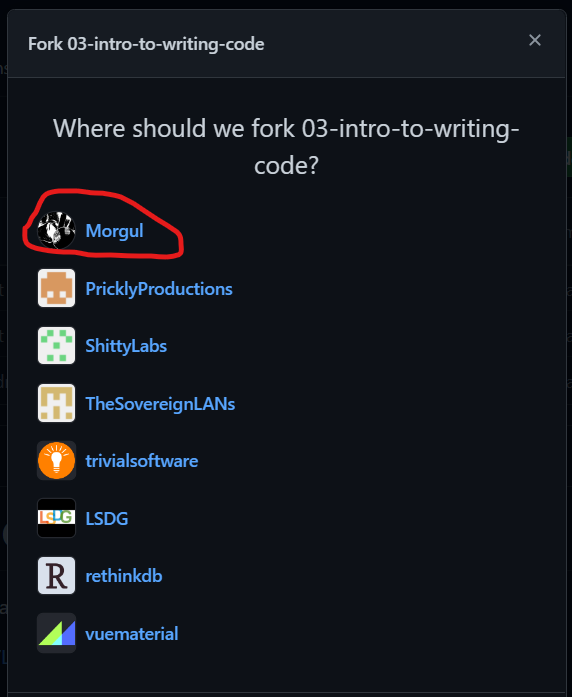 Fork 03-intro-to-writing-code
Where should we fork 03-intro-to-writing-
code?
Morgul
PricklyProductions
ShittyLabs
TheSovereignLANs
trivialsoftware
LSDG
LSDG
R
rethinkdb
vuematerial